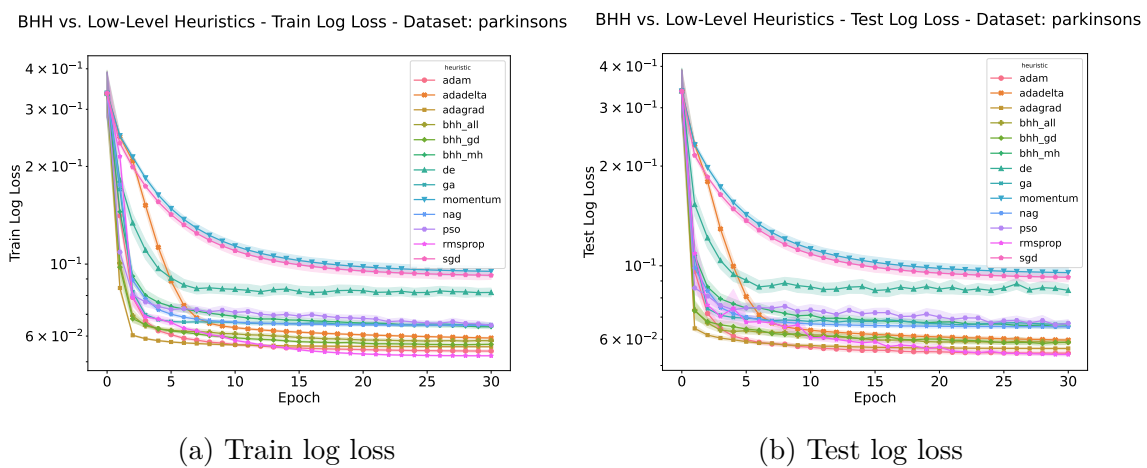 BHH vs. Low-Level Heuristics - Train Log Loss - Dataset: parkinsons
4 × 10⁻¹
3 × 10⁻¹
2 × 10⁻¹
10⁻¹
6 × 10⁻²
Train Log Loss
0 5 10 15 20 25 30
Epoch
heuristic
adam
adadelta
adagrad
bhh_all
bhh_gd
bhh_mh
de
ga
momentum
nag
pso
rmsprop
sgd
(a) Train log loss
BHH vs. Low-Level Heuristics - Test Log Loss - Dataset: parkinsons
4 × 10⁻¹
3 × 10⁻¹
2 × 10⁻¹
10⁻¹
6 × 10⁻²
Test Log Loss
0 5 10 15 20 25 30
Epoch
heuristic
adam
adadelta
adagrad
bhh_all
bhh_gd
bhh_mh
de
ga
momentum
nag
pso
rmsprop
sgd
(b) Test log loss